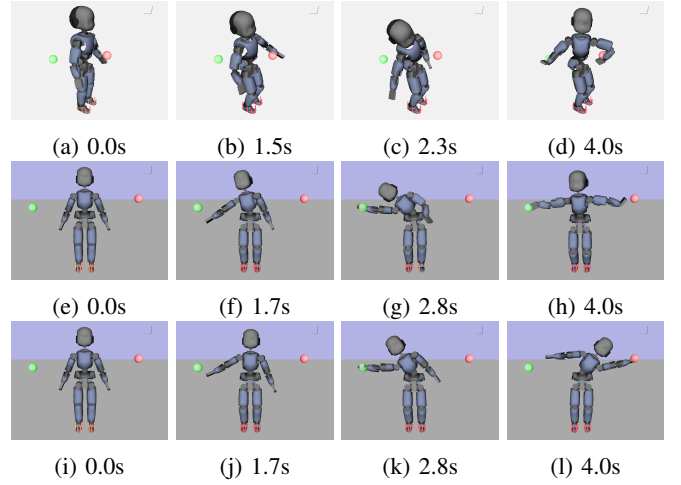 (a) 0.0s (b) 1.5s (c) 2.3s (d) 4.0s
(e) 0.0s (f) 1.7s (g) 2.8s (h) 4.0s
(i) 0.0s (j) 1.7s (k) 2.8s (l) 4.0s